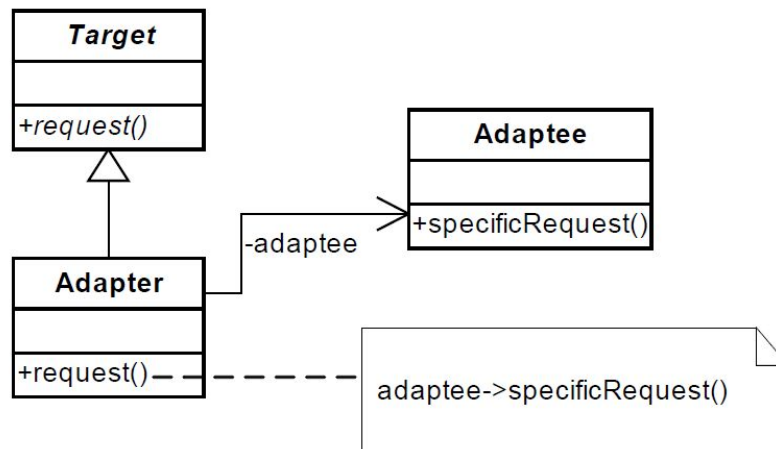 Target
+request()
Adaptee
+specificRequest()
-adaptee
Adapter
+request()
adaptee->specificRequest()